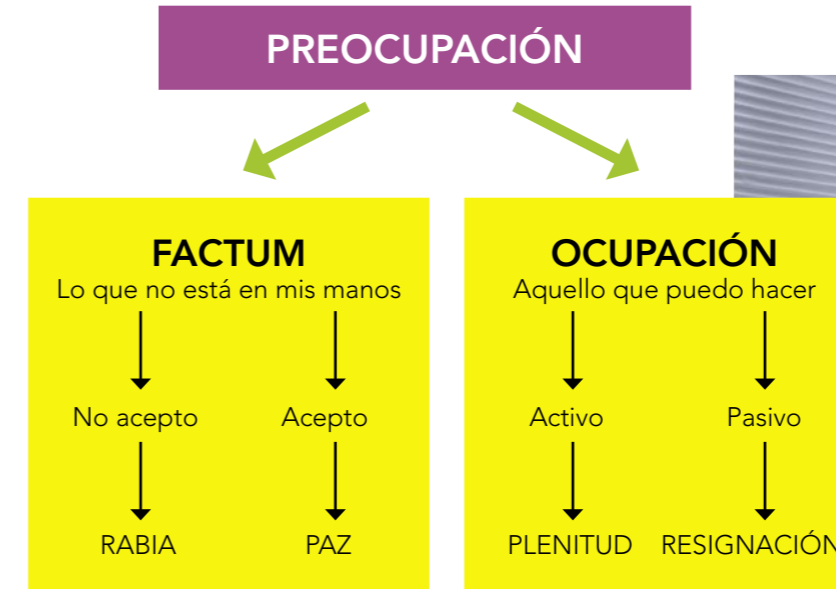 PREOCUPACIÓN
FACTUM
Lo que no está en mis manos
No acepto
Acepto
RABIA
PAZ
OCUPACIÓN
Aquello que puedo hacer
Activo
Pasivo
PLENITUD
RESIGNACIÓN